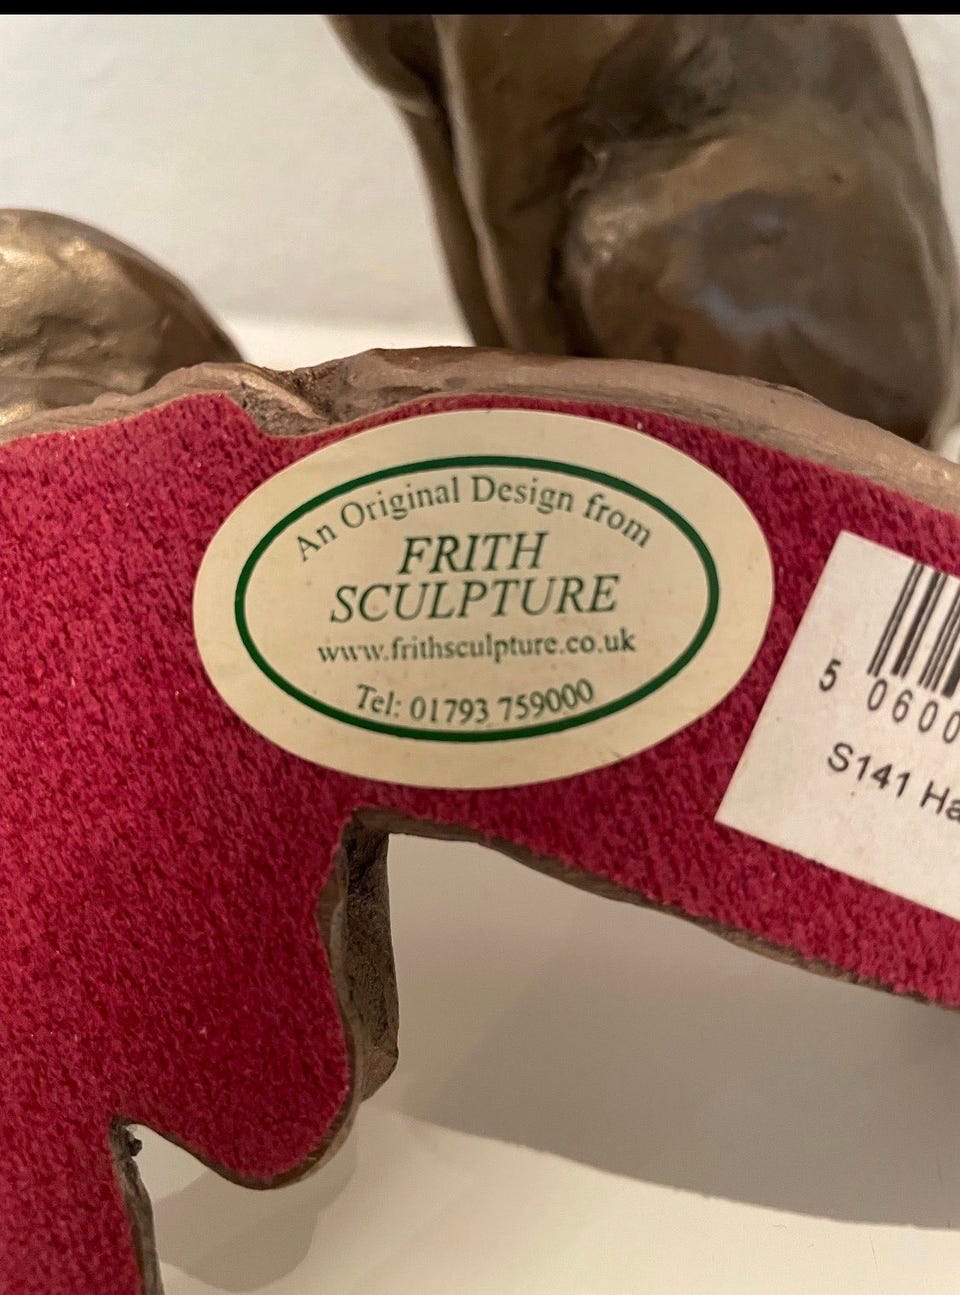 An Original Design from
FRITH
SCULPTURE
www.frithsculpture.co.uk
Tel: 01793 759000
5 0600
S141 Ha